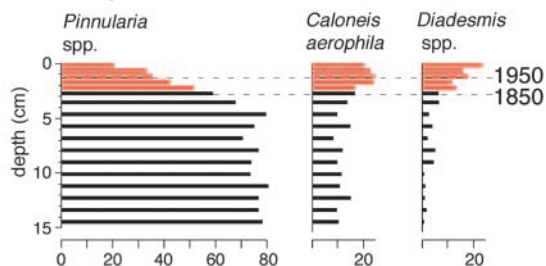 Pinnularia Caloneis Diadesmis
spp. aerophila spp.
0
1950
1850
5
10
15
depth (cm)
0 20 40 60 80 0 20 0 20